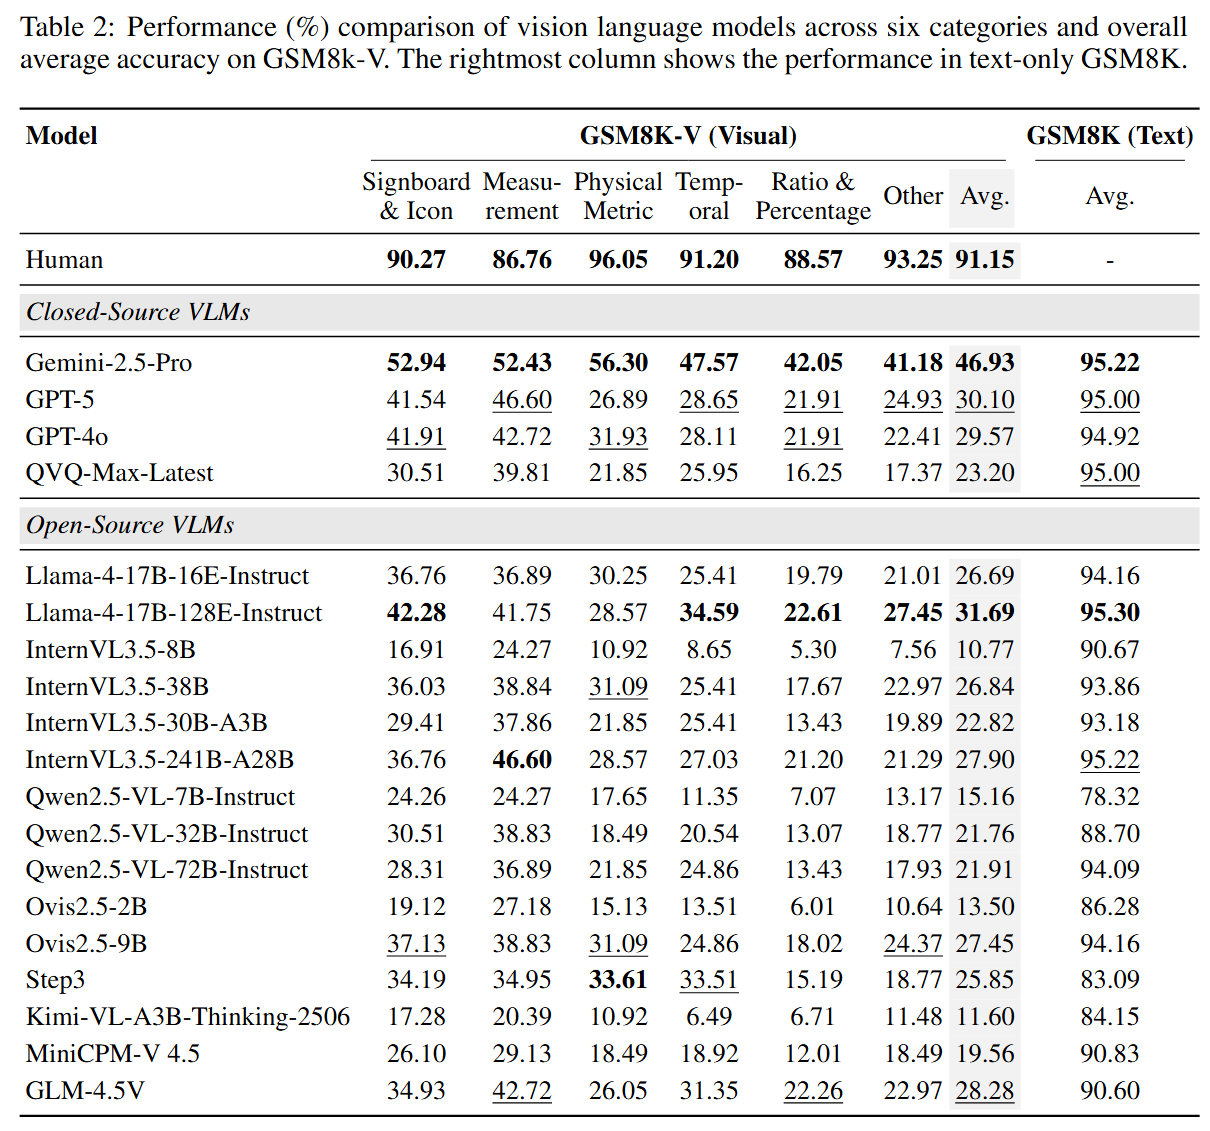 Table 2: Performance (%) comparison of vision language models across six categories and overall
average accuracy on GSM8k-V. The rightmost column shows the performance in text-only GSM8K.
Model GSM8K-V (Visual) GSM8K (Text)
Signboard Measu- Physical Temp- Ratio &
& Icon rement Metric oral Percentage Other Avg. Avg.
Human 90.27 86.76 96.05 91.20 88.57 93.25 91.15 -
Closed-Source VLMs
Gemini-2.5-Pro 52.94 52.43 56.30 47.57 42.05 41.18 46.93 95.22
GPT-5 41.54 46.60 26.89 28.65 21.91 24.93 30.10 95.00
GPT-4o 41.91 42.72 31.93 28.11 21.91 22.41 29.57 94.92
QVQ-Max-Latest 30.51 39.81 21.85 25.95 16.25 17.37 23.20 95.00
Open-Source VLMs
Llama-4-17B-16E-Instruct 36.76 36.89 30.25 25.41 19.79 21.01 26.69 94.16
Llama-4-17B-128E-Instruct 42.28 41.75 28.57 34.59 22.61 27.45 31.69 95.30
InternVL3.5-8B 16.91 24.27 10.92 8.65 5.30 7.56 10.77 90.67
InternVL3.5-38B 36.03 38.84 31.09 25.41 17.67 22.97 26.84 93.86
InternVL3.5-30B-A3B 29.41 37.86 21.85 25.41 13.43 19.89 22.82 93.18
InternVL3.5-241B-A28B 36.76 46.60 28.57 27.03 21.20 21.29 27.90 95.22
Qwen2.5-VL-7B-Instruct 24.26 24.27 17.65 11.35 7.07 13.17 15.16 78.32
Qwen2.5-VL-32B-Instruct 30.51 38.83 18.49 20.54 13.07 18.77 21.76 88.70
Qwen2.5-VL-72B-Instruct 28.31 36.89 21.85 24.86 13.43 17.93 21.91 94.09
Ovis2.5-2B 19.12 27.18 15.13 13.51 6.01 10.64 13.50 86.28
Ovis2.5-9B 37.13 38.83 31.09 24.86 18.02 24.37 27.45 94.16
Step3 34.19 34.95 33.61 33.51 15.19 18.77 25.85 83.09
Kimi-VL-A3B-Thinking-2506 17.28 20.39 10.92 6.49 6.71 11.48 11.60 84.15
MiniCPM-V 4.5 26.10 29.13 18.49 18.92 12.01 18.49 19.56 90.83
GLM-4.5V 34.93 42.72 26.05 31.35 22.26 22.97 28.28 90.60